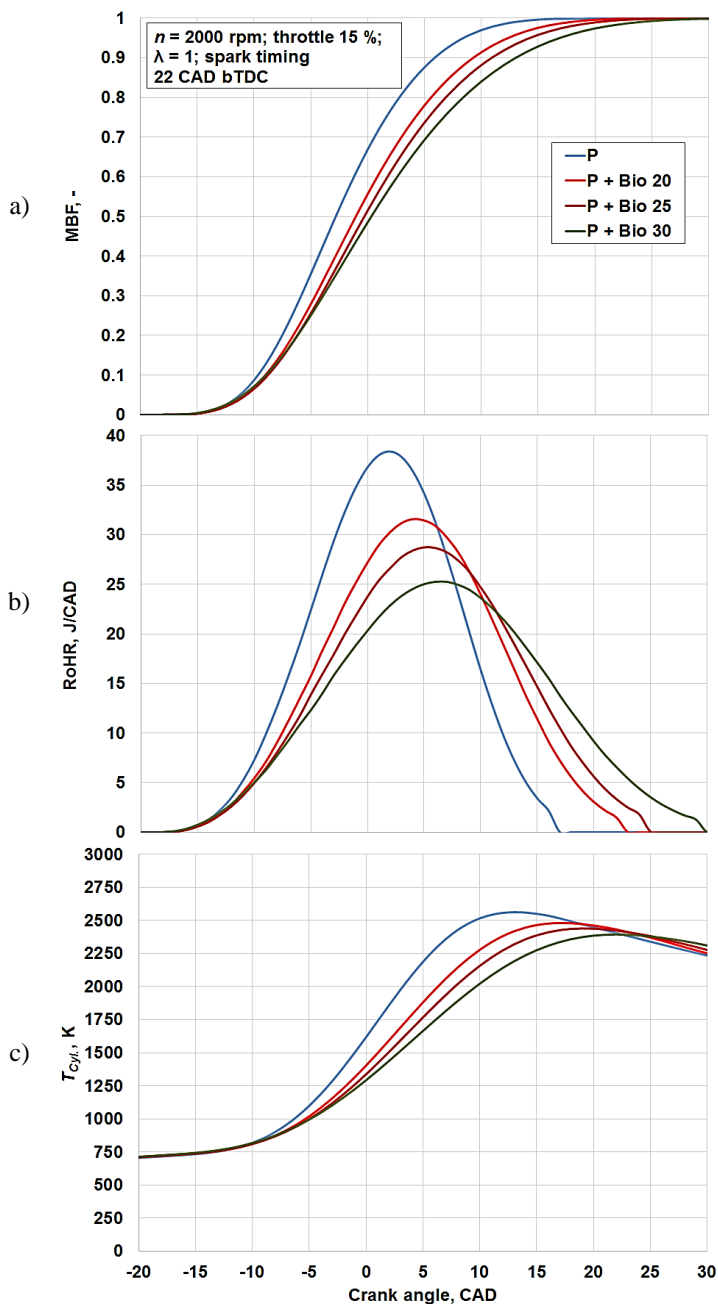 a)
MBF, -
1
0.9
0.8
0.7
0.6
0.5
0.4
0.3
0.2
0.1
0
n = 2000 rpm; throttle 15 %;
λ = 1; spark timing
22 CAD bTDC
P
P + Bio 20
P + Bio 25
P + Bio 30
b)
RoHR, J/CAD
40
35
30
25
20
15
10
5
0
c)
TCyl., K
3000
2750
2500
2250
2000
1750
1500
1250
1000
750
500
250
0
-20 -15 -10 -5 0 5 10 15 20 25 30
Crank angle, CAD